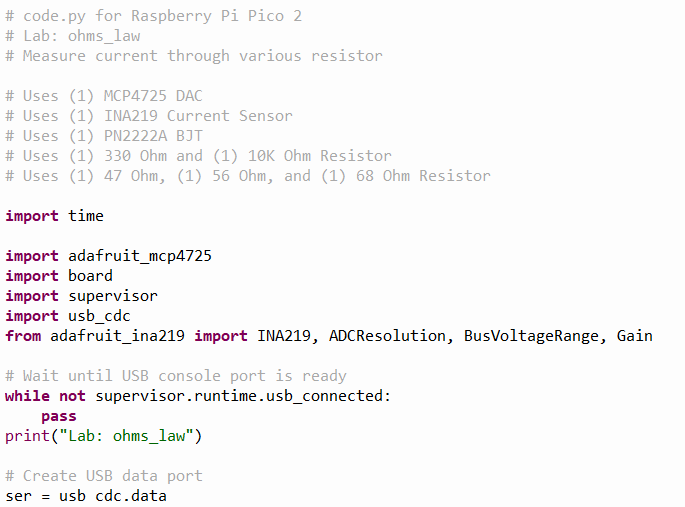 # code.py for Raspberry Pi Pico 2
# Lab: ohms_law
# Measure current through various resistor
# Uses (1) MCP4725 DAC
# Uses (1) INA219 Current Sensor
# Uses (1) PN2222A BJT
# Uses (1) 330 Ohm and (1) 10K Ohm Resistor
# Uses (1) 47 Ohm, (1) 56 Ohm, and (1) 68 Ohm Resistor
import time
import adafruit_mcp4725
import board
import supervisor
import usb_cdc
from adafruit_ina219 import INA219, ADCResolution, BusVoltageRange, Gain
# Wait until USB console port is ready
while not supervisor.runtime.usb_connected:
    pass
print("Lab: ohms_law")
# Create USB data port
ser = usb_cdc.data